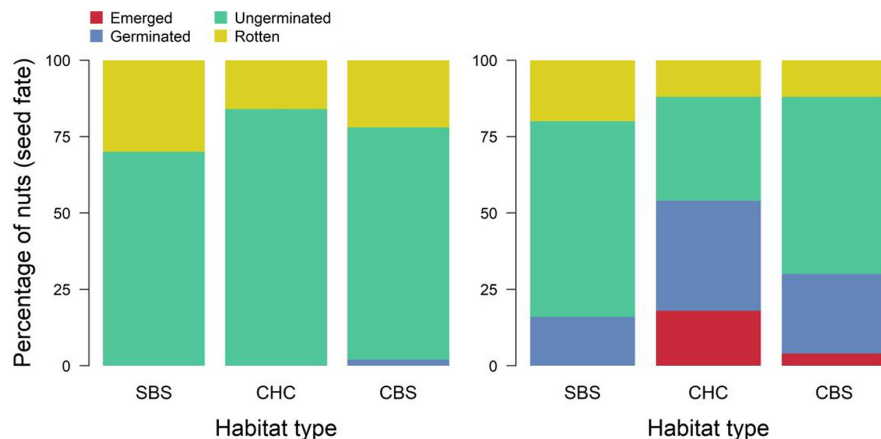 Emerged
Ungerminated
Germinated
Rotten
Percentage of nuts (seed fate)
100
75
50
25
0
SBS
CHC
CBS
Habitat type
100
75
50
25
0
SBS
CHC
CBS
Habitat type